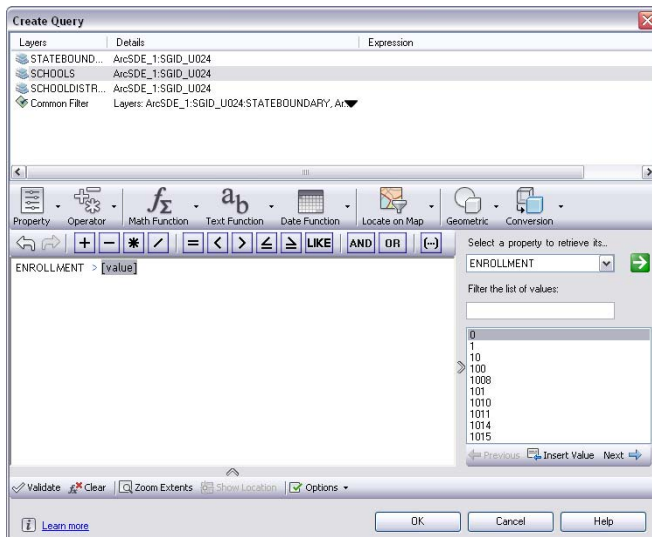 Create Query
Layers Details Expression
STATEBOUND... ArcSDE_1:SGID_U024
SCHOOLS ArcSDE_1:SGID_U024
SCHOOLDISTR... ArcSDE_1:SGID_U024
Common Filter Layers: ArcSDE_1:SGID_U024:STATEBOUNDARY, Ar
Property Operator Math Function Text Function Date Function Locate on Map Geometric Conversion
+ - * / = < > ≤ ≥ LIKE AND OR (...)
Select a property to retrieve its...
ENROLLMENT > [value]
ENROLLMENT
Filter the list of values:
0
1
10
100
1008
101
1010
1011
1014
1015
Previous Insert Value Next
Validate Clear Zoom Extents Show Location Options
Learn more OK Cancel Help